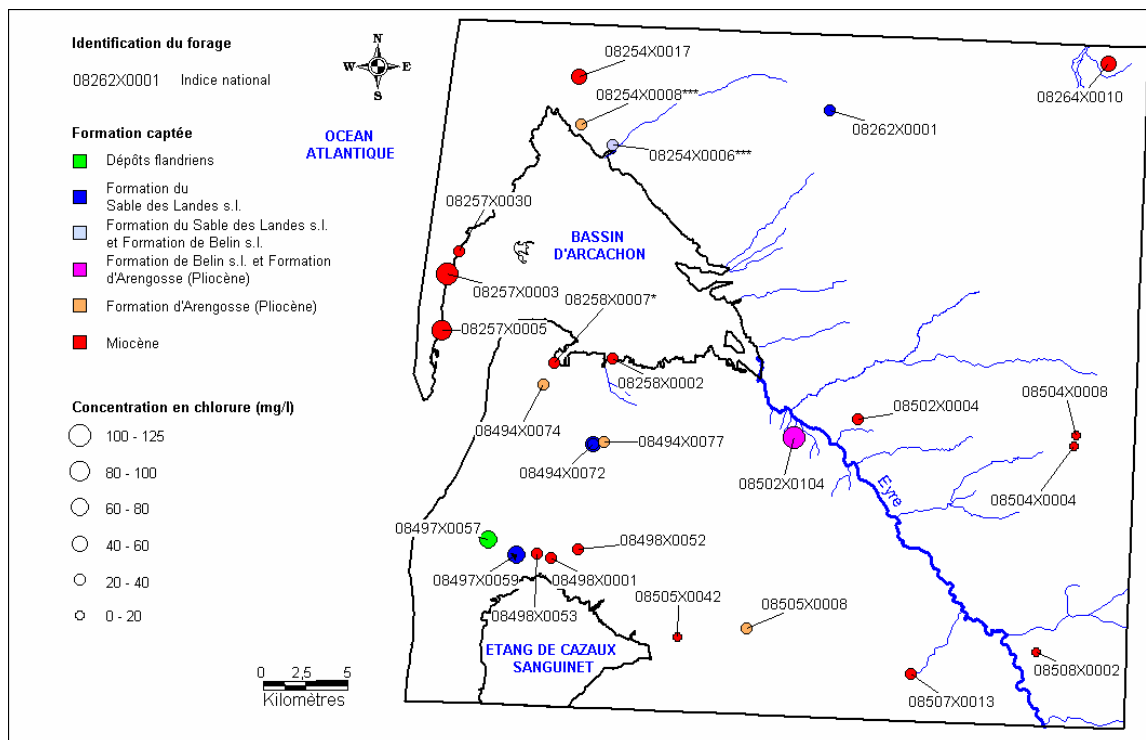 Identification du forage
08262X0001 Indice national
Formation captée
Dépôts flandriens
Formation du
Sable des Landes s.l.
Formation du Sable des Landes s.l.
et Formation de Belin s.l.
Formation de Belin s.l. et Formation
d'Arengosse (Pliocène)
Formation d'Arengosse (Pliocène)
Miocène
Concentration en chlorure (mg/l)
100 - 125
80 - 100
60 - 80
40 - 60
20 - 40
0 - 20
N
W E
S
OCEAN
ATLANTIQUE
08254X0017
08254X0008***
08254X0006***
08262X0001
08264X0010
08257X0030
BASSIN
D'ARCACHON
08257X0003
08258X0007*
08257X0005
08258X0002
08494X0074
08494X0077
08494X0072
08502X0004
08502X0104
08504X0008
08504X0004
Eyre
08497X0057
08498X0052
08497X0059
08498X0001
08498X0053
08505X0042
08505X0008
ETANG DE CAZAUX
SANGUINET
08508X0002
08507X0013
0 2,5 5
Kilomètres